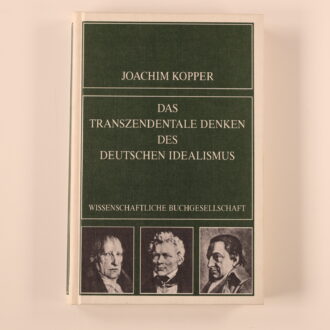 JOACHIM KOPPER
DAS
TRANSZENDENTALE DENKEN
DES
DEUTSCHEN IDEALISMUS
WISSENSCHAFTLICHE BUCHGESELLSCHAFT